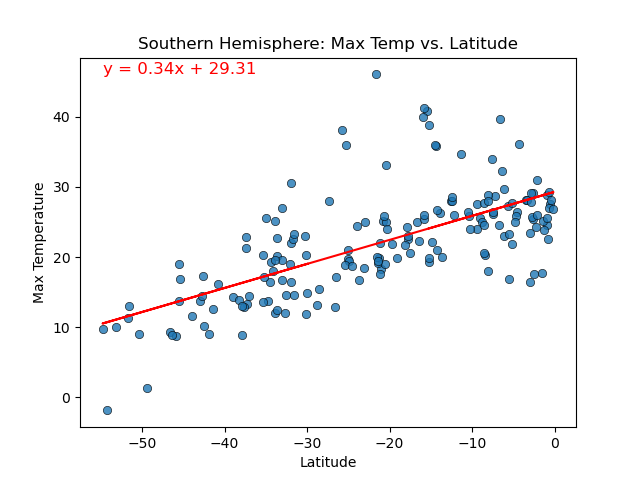 Southern Hemisphere: Max Temp vs. Latitude
y = 0.34x + 29.31
40
30
20
10
0
Max Temperature
−50 −40 −30 −20 −10 0
Latitude